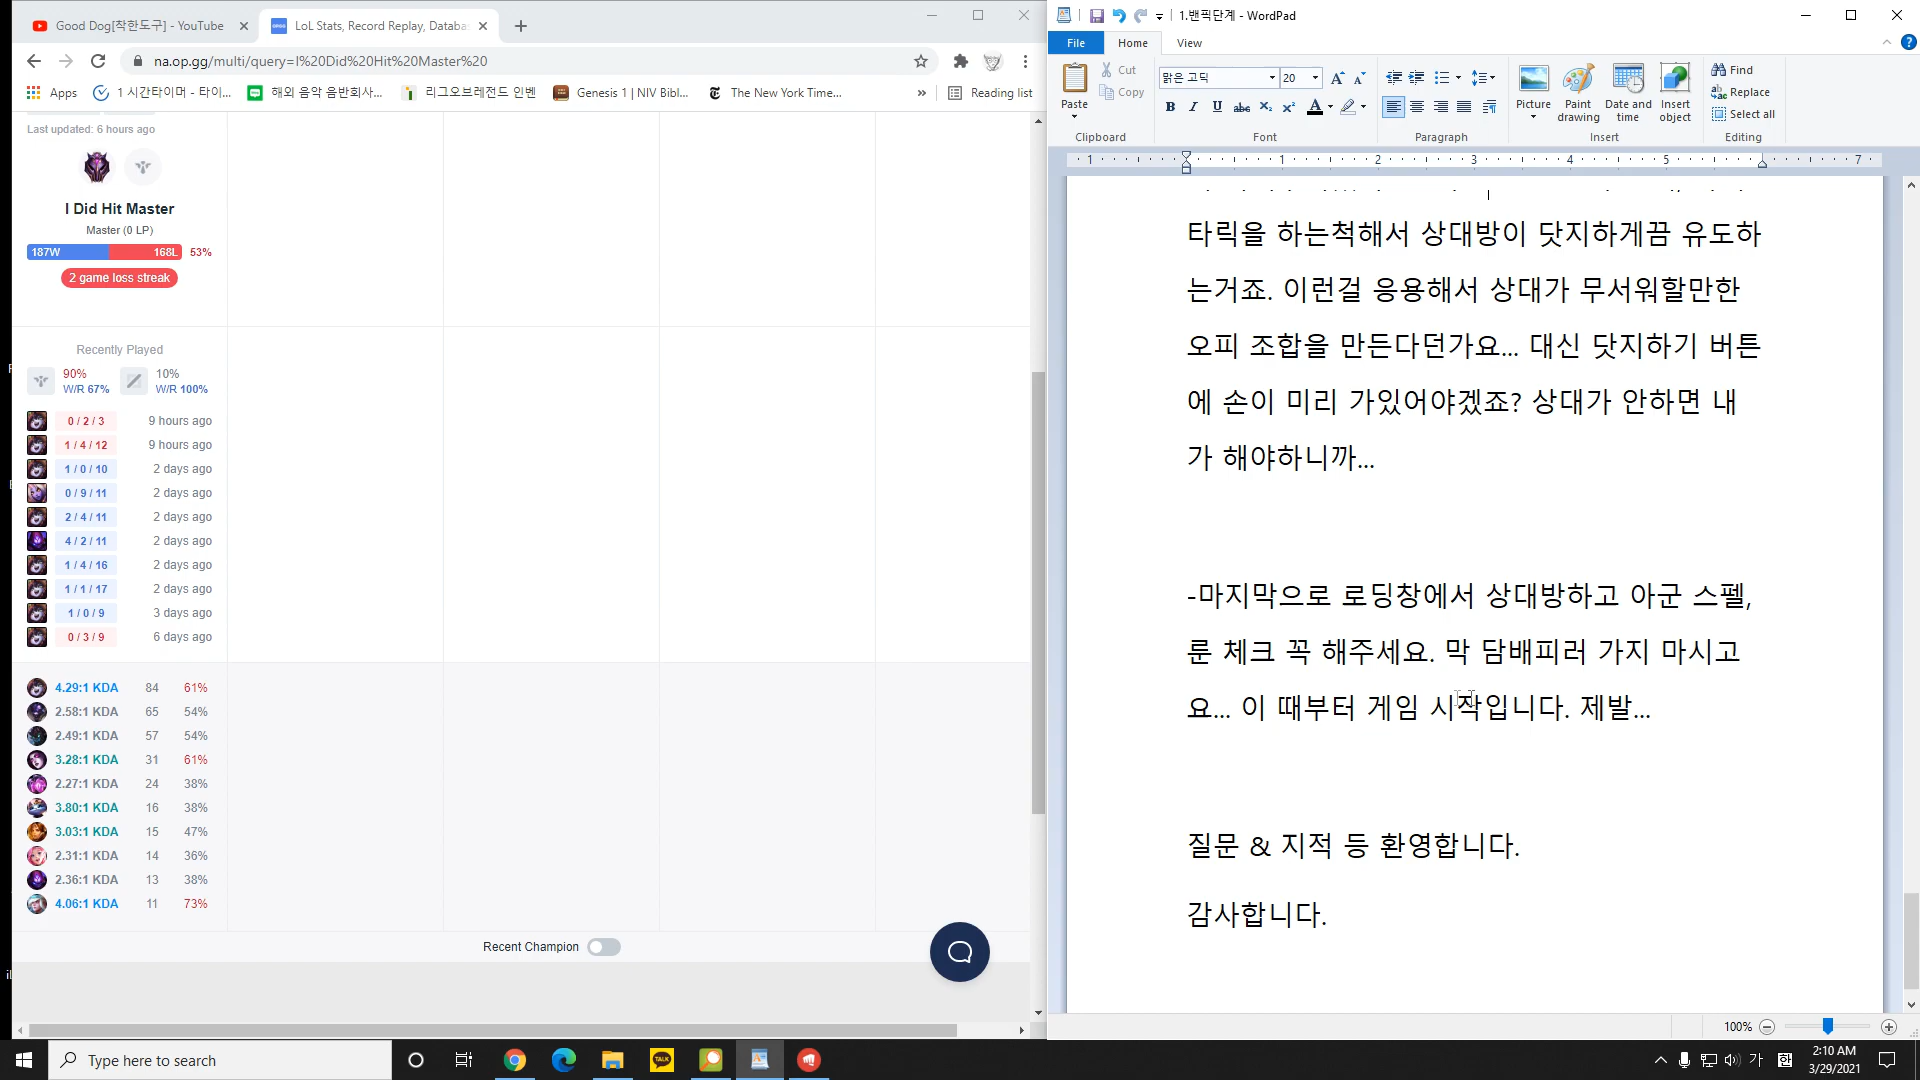 Good Dog[착한도구] - YouTube
LoL Stats, Record Replay, Databa
na.op.gg/multi/query=I%20Did%20Hit%20Master%20
Apps
1 시간타이머 - 타이...
해외 음악 음반회사...
리그오브레전드 인벤
Genesis 1 | NIV Bibl...
The New York Time...
»
Reading list
Last updated: 6 hours ago
I Did Hit Master
Master (0 LP)
187W 168L 53%
2 game loss streak
Recently Played
90%
W/R 67%
10%
W/R 100%
0 / 2 / 3 9 hours ago
1 / 4 / 12 9 hours ago
1 / 0 / 10 2 days ago
0 / 9 / 11 2 days ago
2 / 4 / 11 2 days ago
4 / 2 / 11 2 days ago
1 / 4 / 16 2 days ago
1 / 1 / 17 2 days ago
1 / 0 / 9 3 days ago
0 / 3 / 9 6 days ago
4.29:1 KDA 84 61%
2.58:1 KDA 65 54%
2.49:1 KDA 57 54%
3.28:1 KDA 31 61%
2.27:1 KDA 24 38%
3.80:1 KDA 16 38%
3.03:1 KDA 15 47%
2.31:1 KDA 14 36%
2.36:1 KDA 13 38%
4.06:1 KDA 11 73%
Recent Champion
1.밴픽단계 - WordPad
File Home View
Paste
Cut
Copy
Clipboard
맑은 고딕 20
B I U abc X₂ X² A
Font
Paragraph
Picture
Paint drawing
Date and time
Insert object
Insert
Find
Replace
Select all
Editing
1 1 2 3 4 5 7
타릭을 하는척해서 상대방이 닷지하게끔 유도하
는거죠. 이런걸 응용해서 상대가 무서워할만한
오피 조합을 만든다던가요... 대신 닷지하기 버튼
에 손이 미리 가있어야겠죠? 상대가 안하면 내
가 해야하니까...
-마지막으로 로딩창에서 상대방하고 아군 스펠,
룬 체크 꼭 해주세요. 막 담배피러 가지 마시고
요... 이 때부터 게임 시작입니다. 제발...
질문 & 지적 등 환영합니다.
감사합니다.
100%
Type here to search
TALK
가
한
2:10 AM
3/29/2021